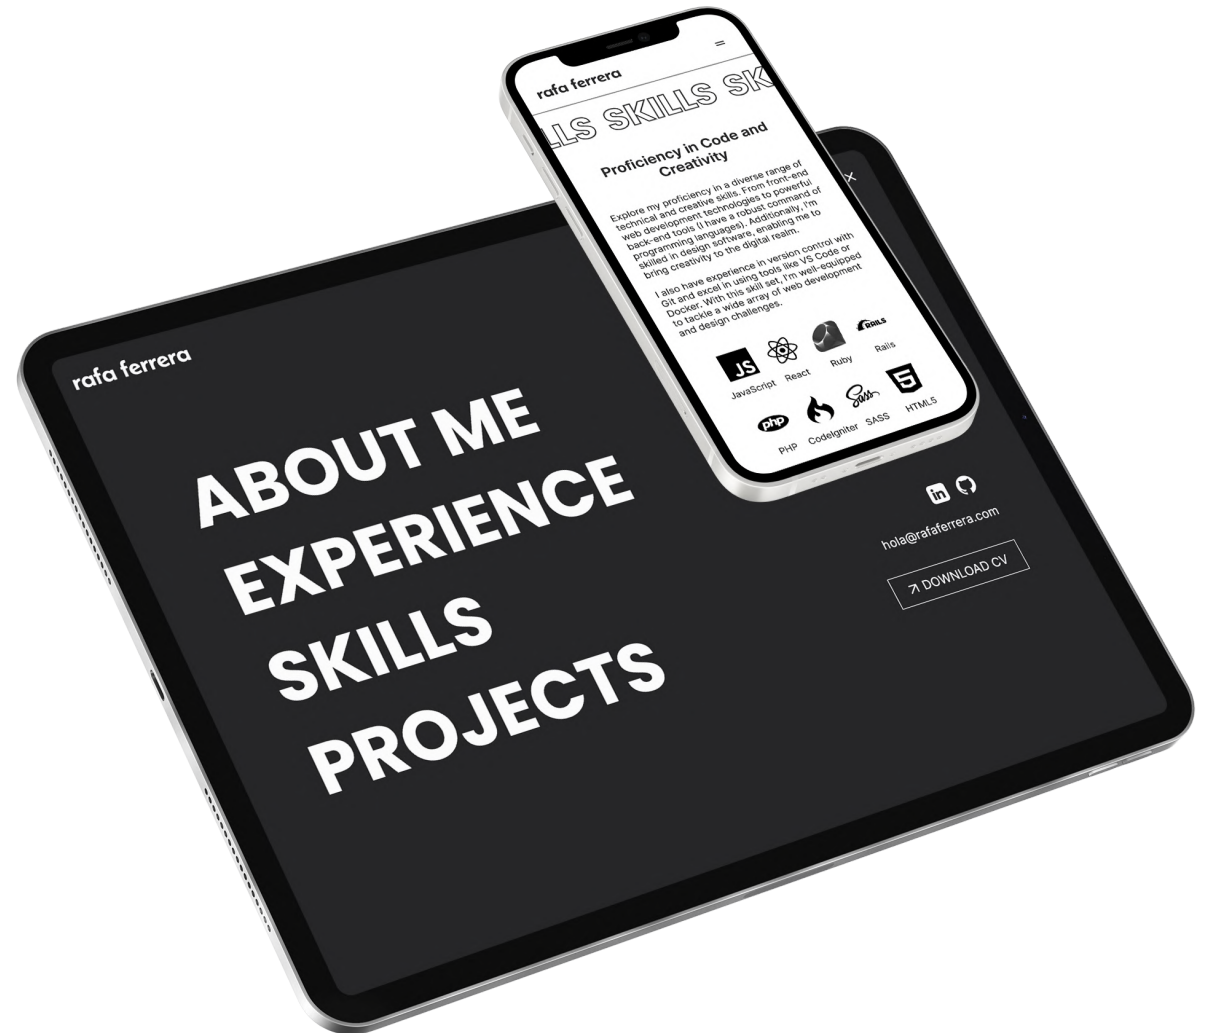 rafa ferrera
LLS SKILLS SK
Proficiency in Code and
Creativity
Explore my proficiency in a diverse range of
technical and creative skills. From front-end
web development technologies to powerful
back-end tools (I have a robust command of
programming languages). Additionally, I'm
skilled in design software, enabling me to
bring creativity to the digital realm.
I also have experience in version control with
Git and excel in using tools like VS Code or
Docker. With this skill set, I'm well-equipped
to tackle a wide array of web development
and design challenges.
JS
RAILS
JavaScript React Ruby Rails
php
Sass
5
PHP CodeIgniter SASS HTML5
rafa ferrera
ABOUT ME
EXPERIENCE
SKILLS
PROJECTS
in
hola@rafaferrera.com
DOWNLOAD CV